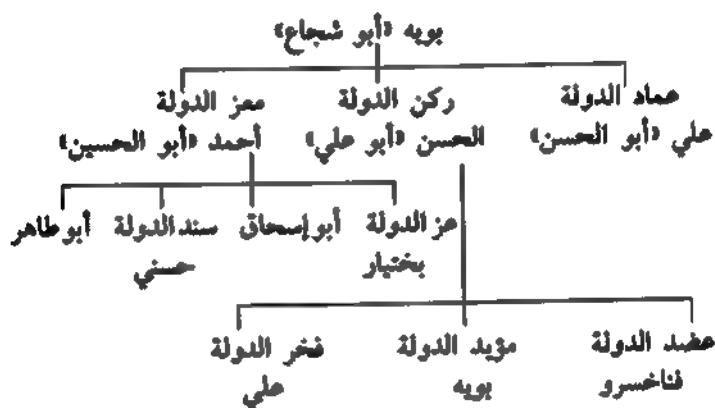 بويه «أبو شجاع»
عماد الدولة ركن الدولة معز الدولة
علي «أبو الحسن» الحسن «أبو علي» أحمد «أبو الحسين»
عز الدولة أبو إسحاق سند الدولة أبو طاهر
بختيار حسني
عضد الدولة مؤيد الدولة فخر الدولة
فناخسرو بويه علي